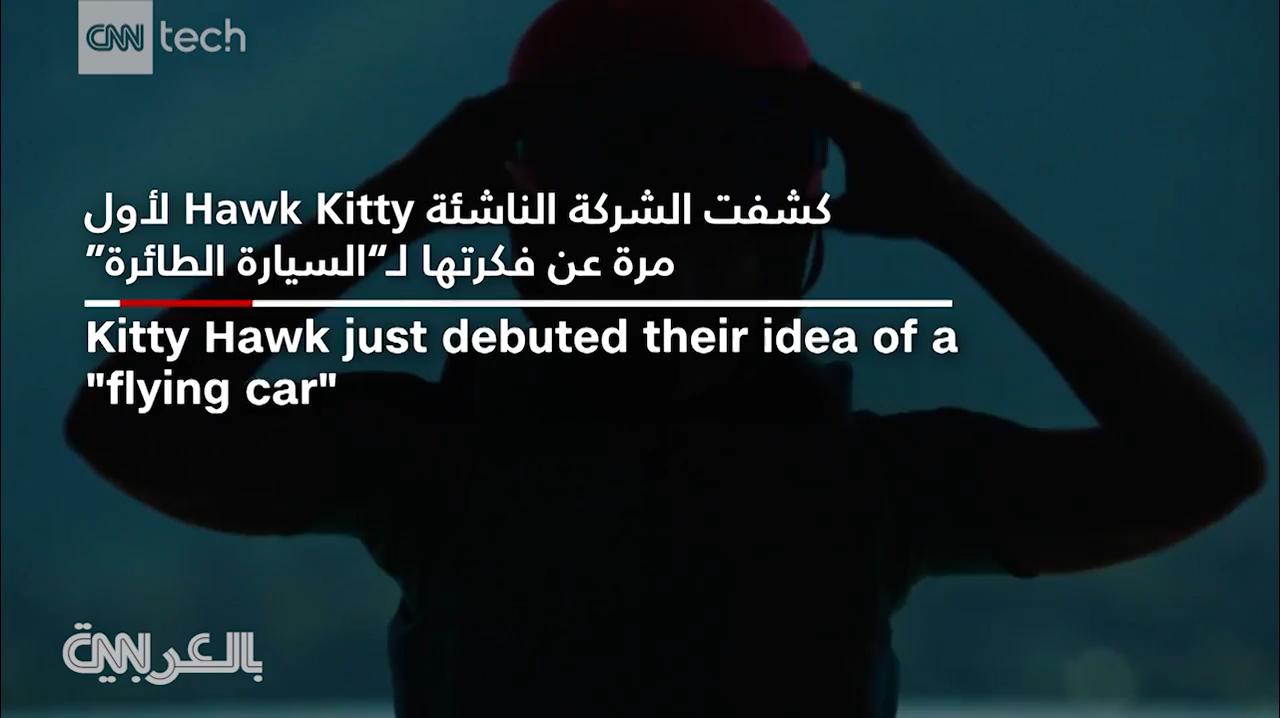 CNN tech
كشفت الشركة الناشئة Hawk Kitty لأول
مرة عن فكرتها لـ“السيارة الطائرة”
Kitty Hawk just debuted their idea of a
"flying car"
CNN بالعربية